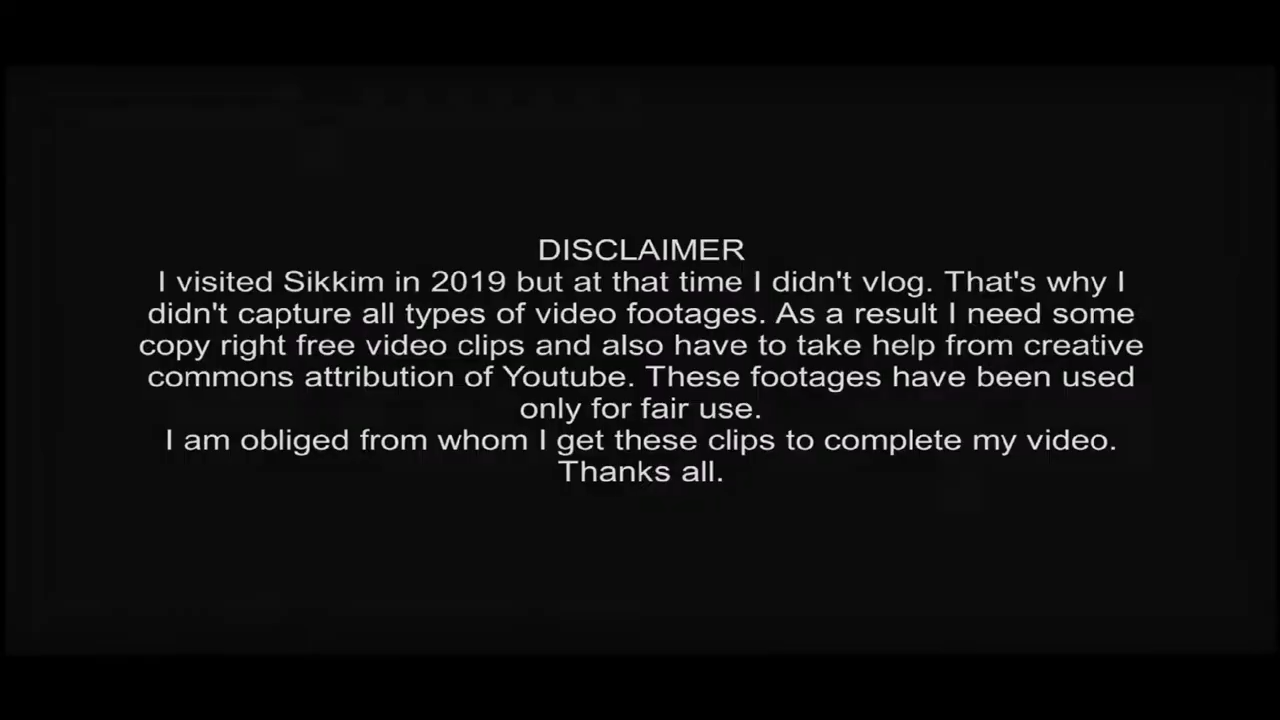 DISCLAIMER
I visited Sikkim in 2019 but at that time I didn't vlog. That's why I
didn't capture all types of video footages. As a result I need some
copy right free video clips and also have to take help from creative
commons attribution of Youtube. These footages have been used
only for fair use.
I am obliged from whom I get these clips to complete my video.
Thanks all.